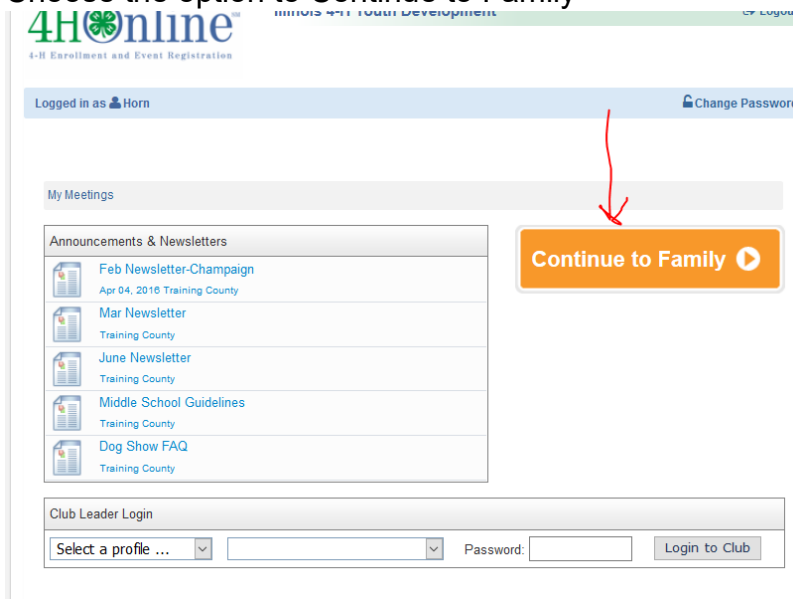 Choose the option to Continue to Family
4HOnline™
Illinois 4-H Youth Development
Logout
4-H Enrollment and Event Registration
Logged in as Horn
Change Password
My Meetings
Announcements & Newsletters
Continue to Family
Feb Newsletter-Champaign
Apr 04, 2016 Training County
Mar Newsletter
Training County
June Newsletter
Training County
Middle School Guidelines
Training County
Dog Show FAQ
Training County
Club Leader Login
Select a profile ... Password: Login to Club